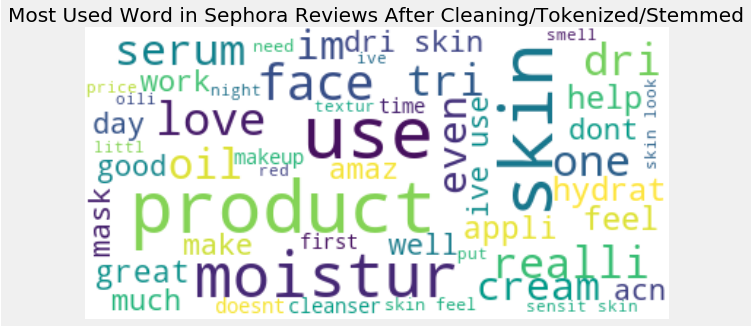 Most Used Word in Sephora Reviews After Cleaning/Tokenized/Stemmed
serum
need
im
dri skin
smell
ive
dri
price
work
night
face
tri
skin
oili
textur
time
help
skin look
day
love
use
even
ive use
dont
littl
good
oil
makeup
red
amaz
one
hydrat
mask
product
appli
feel
make
first
well
put
realli
great
moistur
cream
acn
much
doesnt
cleanser
skin feel
sensit skin